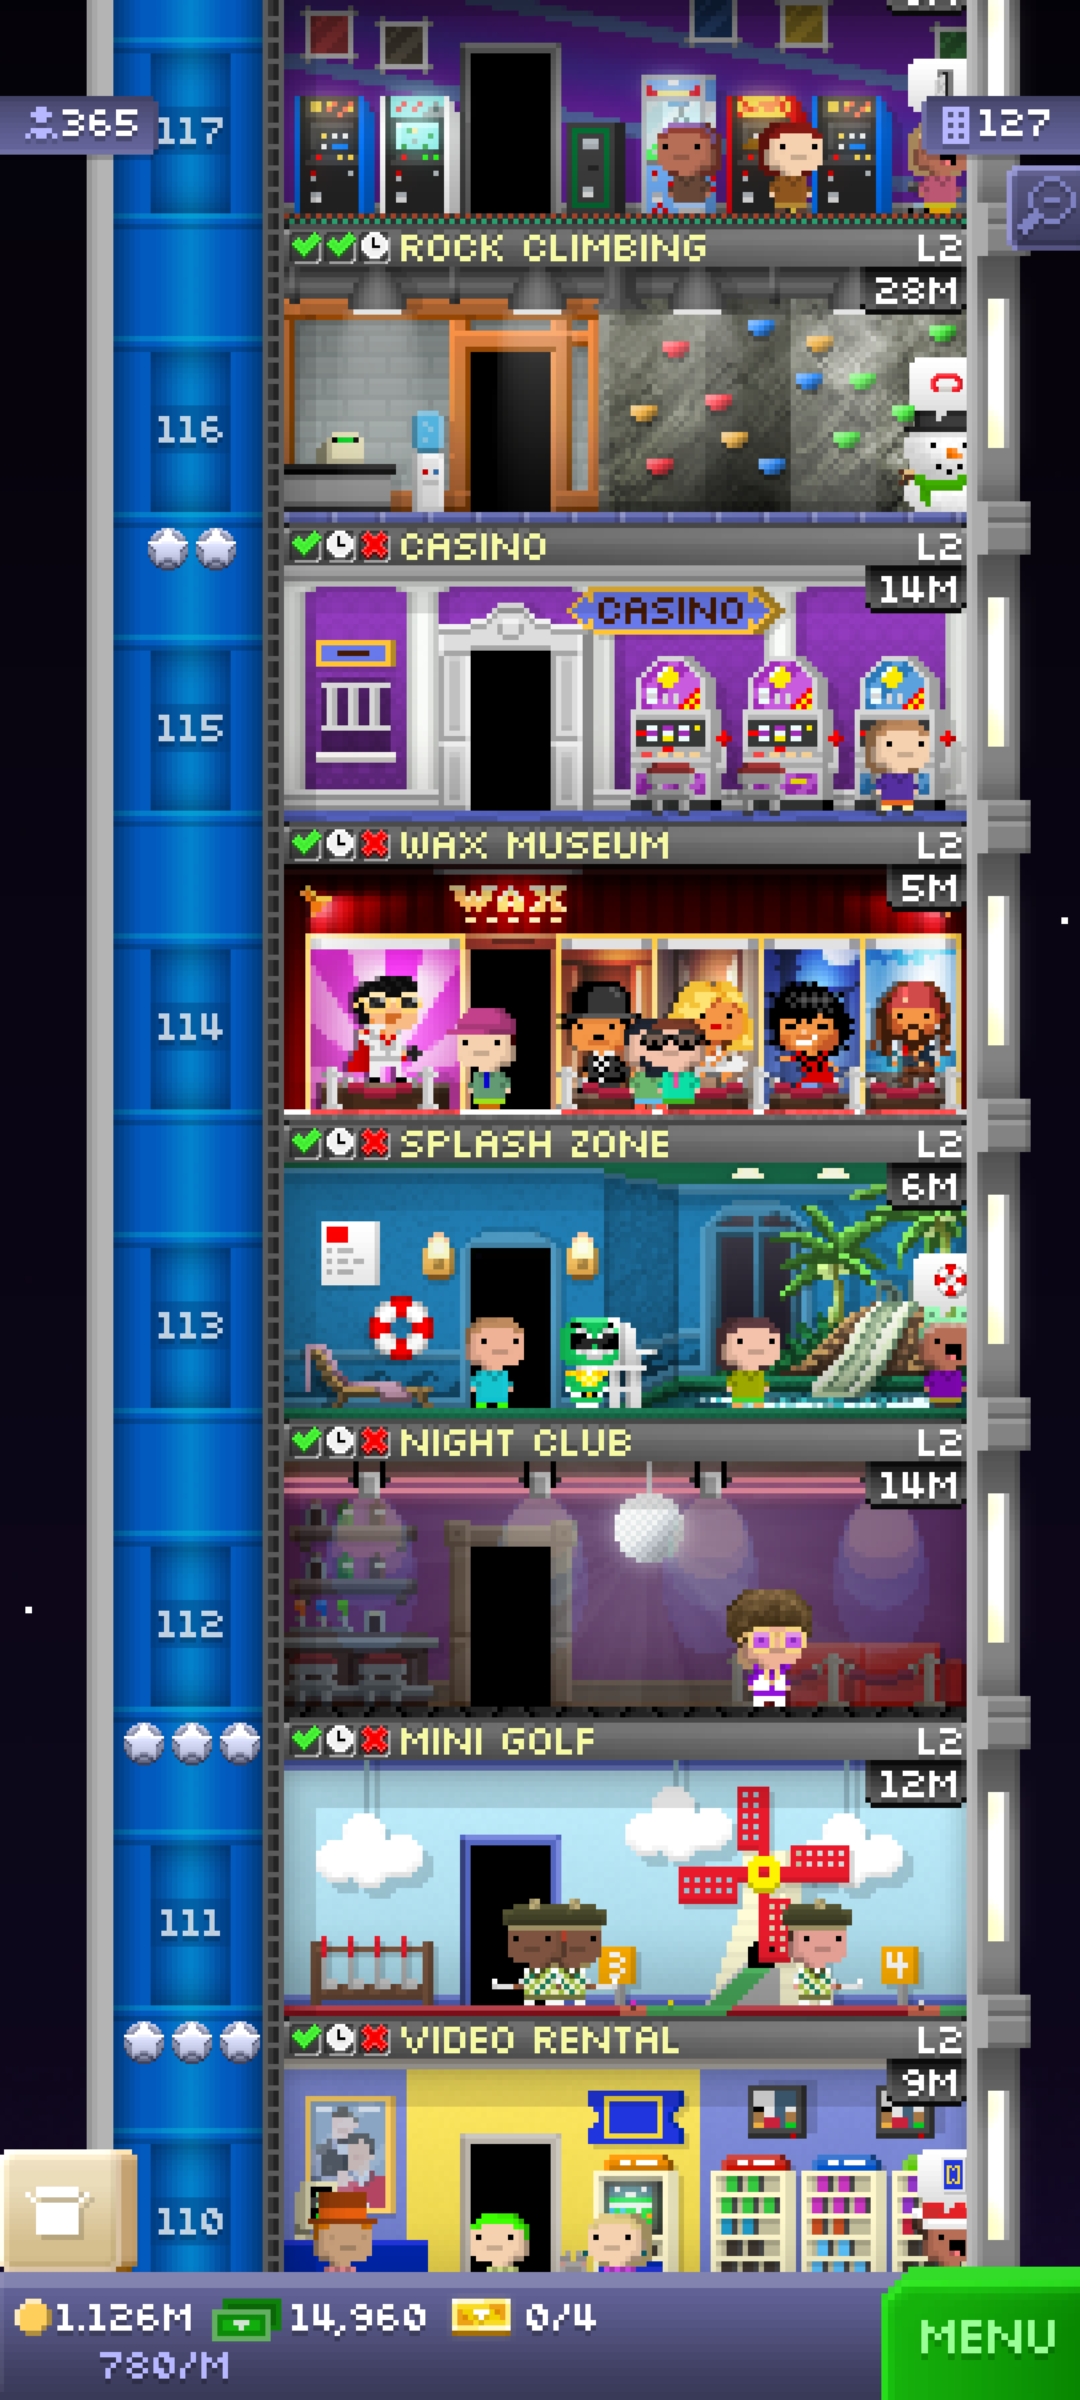 365
117
127
ROCK CLIMBING L2
28M
116
CASINO L2
14M
CASINO
115
WAX MUSEUM L2
5M
WAX
114
SPLASH ZONE L2
6M
113
NIGHT CLUB L2
14M
112
MINI GOLF L2
12M
111
3
4
VIDEO RENTAL L2
9M
110
1.126M 14,960 0/4
780/M
MENU